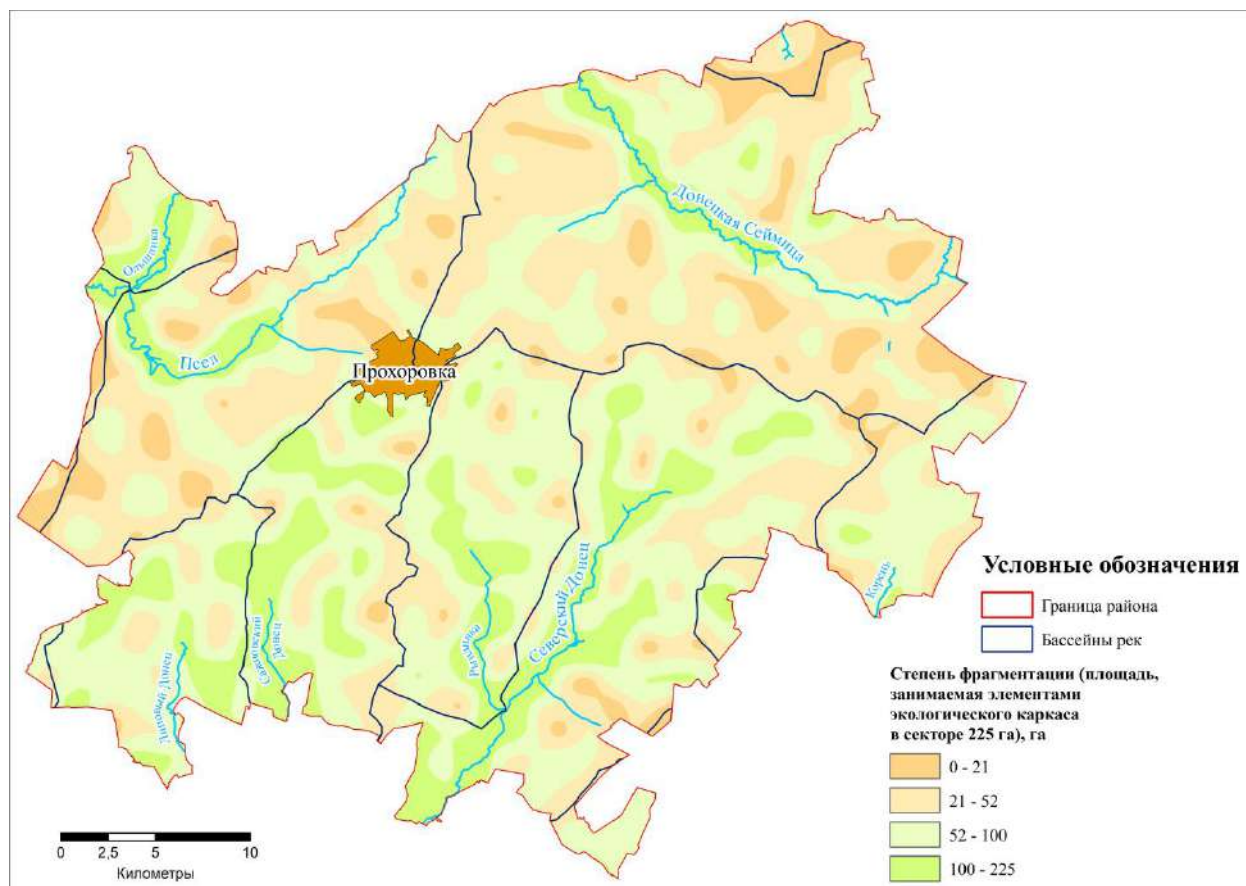 Донецкая Сеймица
Ольшанка
Псел
Прохоровка
Северский Донец
Корень
Сажновский
Донец
Липовый Донец
Условные обозначения
Граница района
Бассейны рек
Степень фрагментации (площадь,
занимаемая элементами
экологического каркаса
в секторе 225 га), га
0 - 21
21 - 52
52 - 100
100 - 225
0 2,5 5 10
Километры